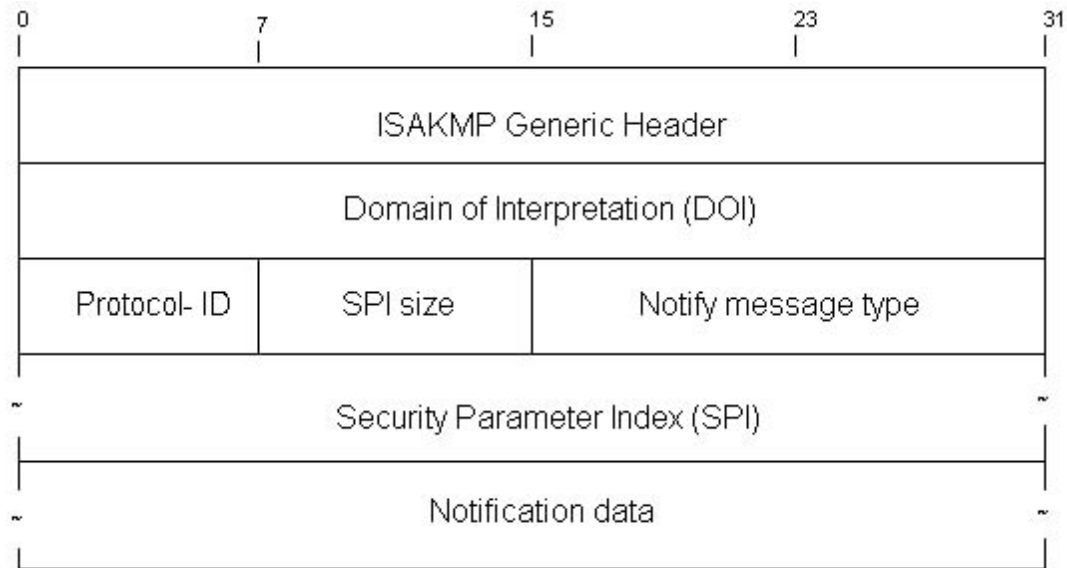 0 7 15 23 31
ISAKMP Generic Header
Domain of Interpretation (DOI)
Protocol- ID SPI size Notify message type
~ Security Parameter Index (SPI) ~
~ Notification data ~